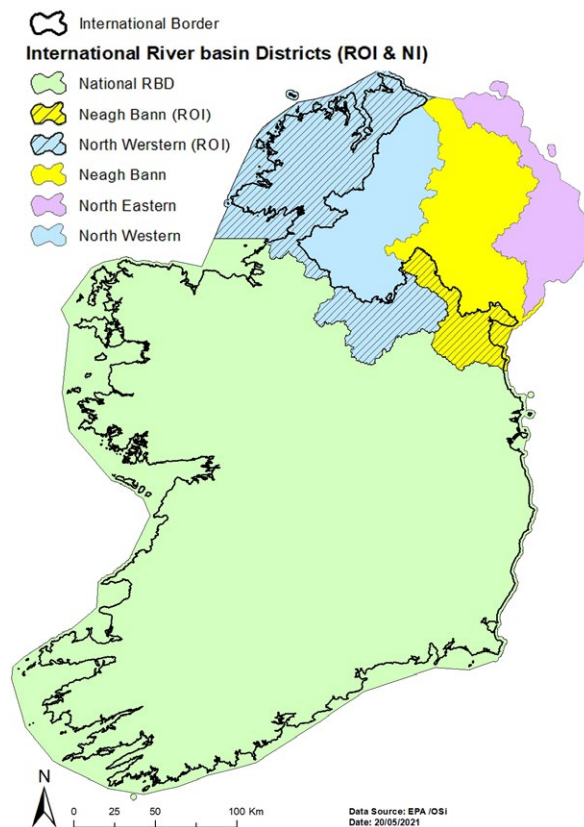 International Border
International River basin Districts (ROI & NI)
National RBD
Neagh Bann (ROI)
North Werstern (ROI)
Neagh Bann
North Eastern
North Western
N
0 25 50 100 Km
Data Source: EPA /OSi
Date: 20/05/2021